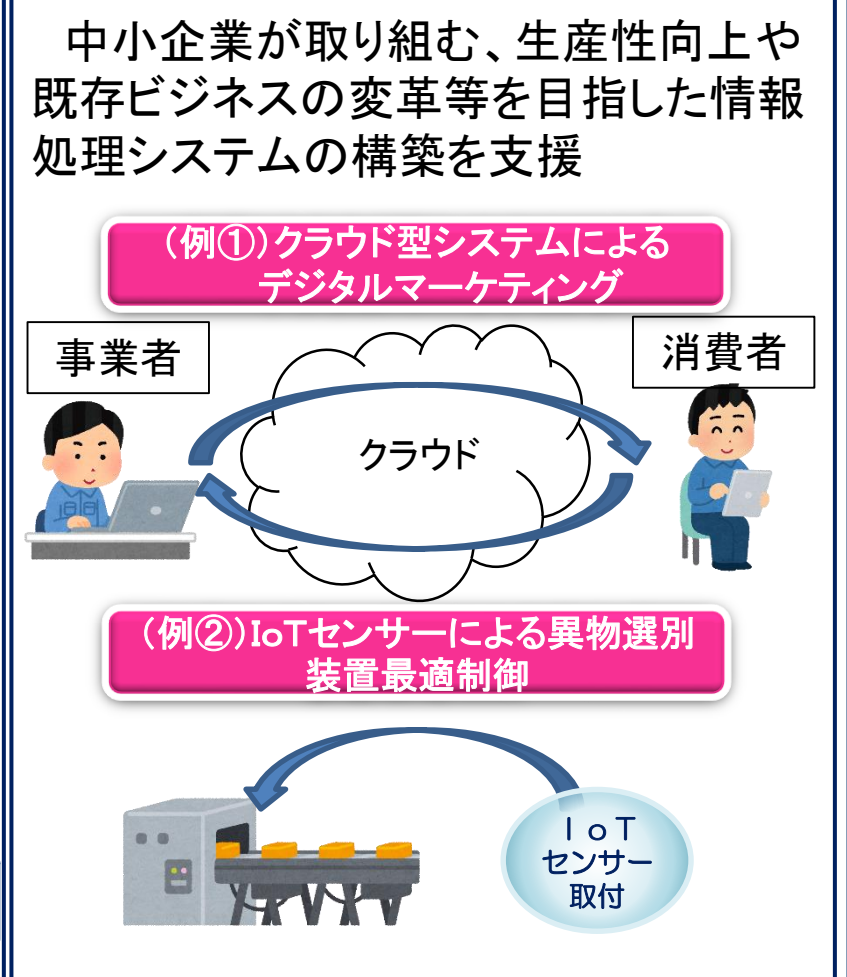 中小企業が取り組む、生産性向上や
既存ビジネスの変革等を目指した情報
処理システムの構築を支援
（例①）クラウド型システムによる
デジタルマーケティング
事業者
消費者
クラウド
（例②）IoTセンサーによる異物選別
装置最適制御
ＩｏＴ
センサー
取付